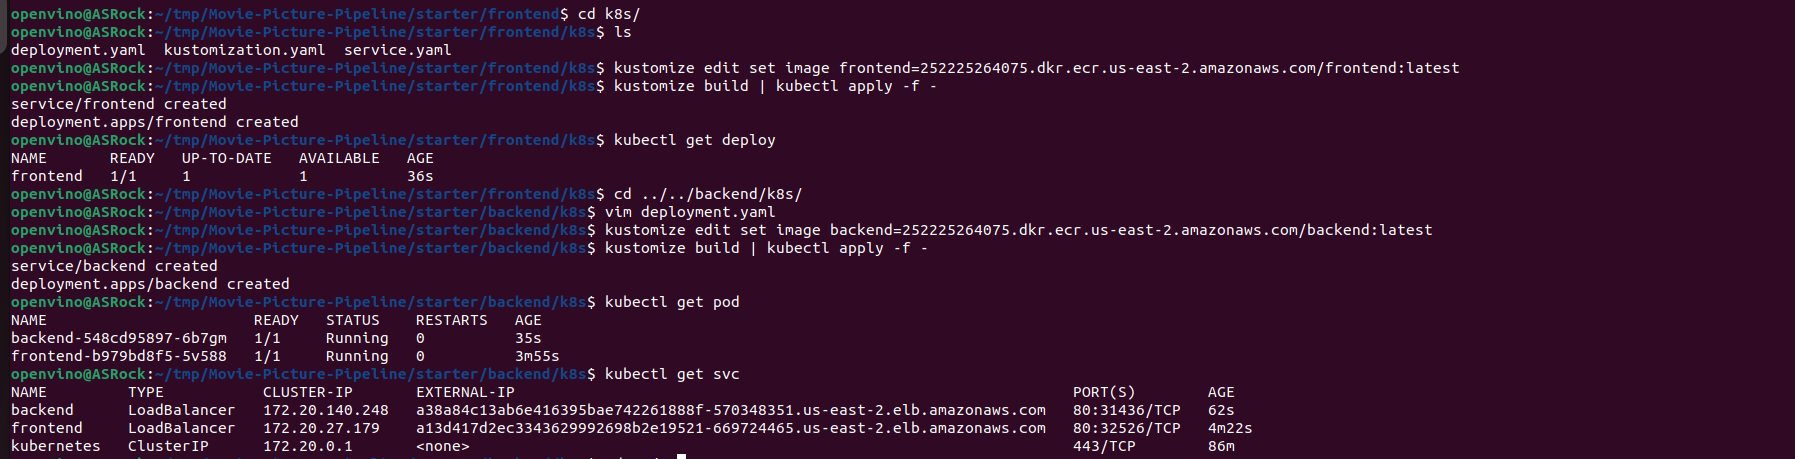 openvino@ASRock:~/tmp/Movie-Picture-Pipeline/starter/frontend$ cd k8s/
openvino@ASRock:~/tmp/Movie-Picture-Pipeline/starter/frontend/k8s$ ls
deployment.yaml  kustomization.yaml  service.yaml
openvino@ASRock:~/tmp/Movie-Picture-Pipeline/starter/frontend/k8s$ kustomize edit set image frontend=252225264075.dkr.ecr.us-east-2.amazonaws.com/frontend:latest
openvino@ASRock:~/tmp/Movie-Picture-Pipeline/starter/frontend/k8s$ kustomize build | kubectl apply -f -
service/frontend created
deployment.apps/frontend created
openvino@ASRock:~/tmp/Movie-Picture-Pipeline/starter/frontend/k8s$ kubectl get deploy
NAME       READY   UP-TO-DATE   AVAILABLE   AGE
frontend   1/1     1            1           36s
openvino@ASRock:~/tmp/Movie-Picture-Pipeline/starter/frontend/k8s$ cd ../../backend/k8s/
openvino@ASRock:~/tmp/Movie-Picture-Pipeline/starter/backend/k8s$ vim deployment.yaml
openvino@ASRock:~/tmp/Movie-Picture-Pipeline/starter/backend/k8s$ kustomize edit set image backend=252225264075.dkr.ecr.us-east-2.amazonaws.com/backend:latest
openvino@ASRock:~/tmp/Movie-Picture-Pipeline/starter/backend/k8s$ kustomize build | kubectl apply -f -
service/backend created
deployment.apps/backend created
openvino@ASRock:~/tmp/Movie-Picture-Pipeline/starter/backend/k8s$ kubectl get pod
NAME                       READY   STATUS    RESTARTS   AGE
backend-548cd95897-6b7gm   1/1     Running   0          35s
frontend-b979bd8f5-5v588   1/1     Running   0          3m55s
openvino@ASRock:~/tmp/Movie-Picture-Pipeline/starter/backend/k8s$ kubectl get svc
NAME         TYPE           CLUSTER-IP       EXTERNAL-IP                                                              PORT(S)        AGE
backend      LoadBalancer   172.20.140.248   a38a84c13ab6e416395bae742261888f-570348351.us-east-2.elb.amazonaws.com   80:31436/TCP   62s
frontend     LoadBalancer   172.20.27.179    a13d417d2ec3343629992698b2e19521-669724465.us-east-2.elb.amazonaws.com   80:32526/TCP   4m22s
kubernetes   ClusterIP      172.20.0.1       <none>                                                                   443/TCP        86m